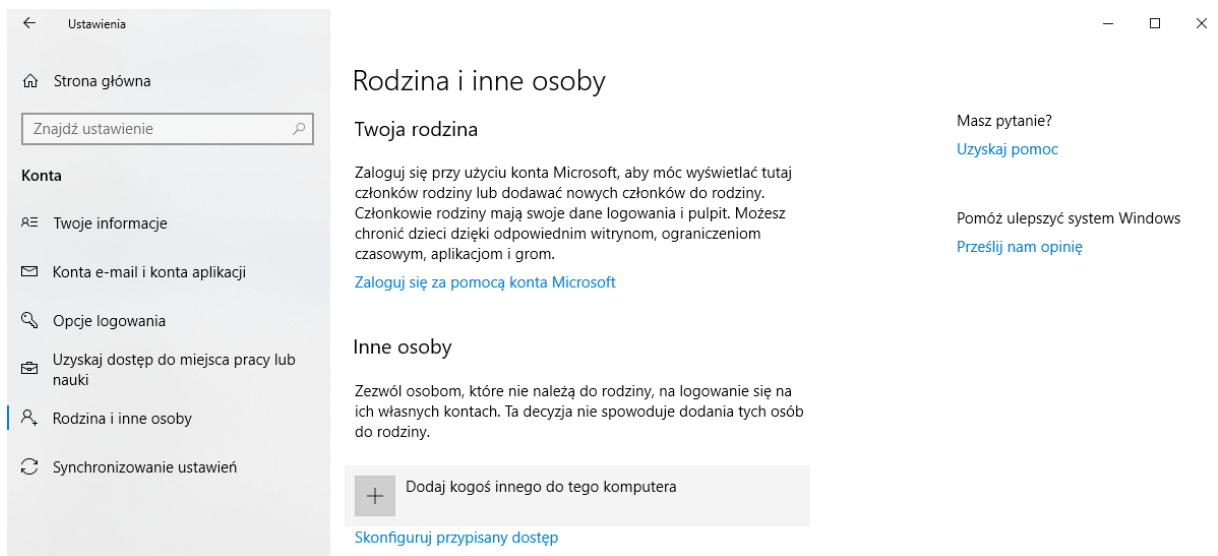 Ustawienia
Strona główna
Znajdź ustawienie
Konta
Twoje informacje
Konta e-mail i konta aplikacji
Opcje logowania
Uzyskaj dostęp do miejsca pracy lub
nauki
Rodzina i inne osoby
Synchronizowanie ustawień
Rodzina i inne osoby
Twoja rodzina
Zaloguj się przy użyciu konta Microsoft, aby móc wyświetlać tutaj
członków rodziny lub dodawać nowych członków do rodziny.
Członkowie rodziny mają swoje dane logowania i pulpit. Możesz
chronić dzieci dzięki odpowiednim witrynom, ograniczeniom
czasowym, aplikacjom i grom.
Zaloguj się za pomocą konta Microsoft
Inne osoby
Zezwól osobom, które nie należą do rodziny, na logowanie się na
ich własnych kontach. Ta decyzja nie spowoduje dodania tych osób
do rodziny.
Dodaj kogoś innego do tego komputera
Skonfiguruj przypisany dostęp
Masz pytanie?
Uzyskaj pomoc
Pomóż ulepszyć system Windows
Prześlij nam opinię